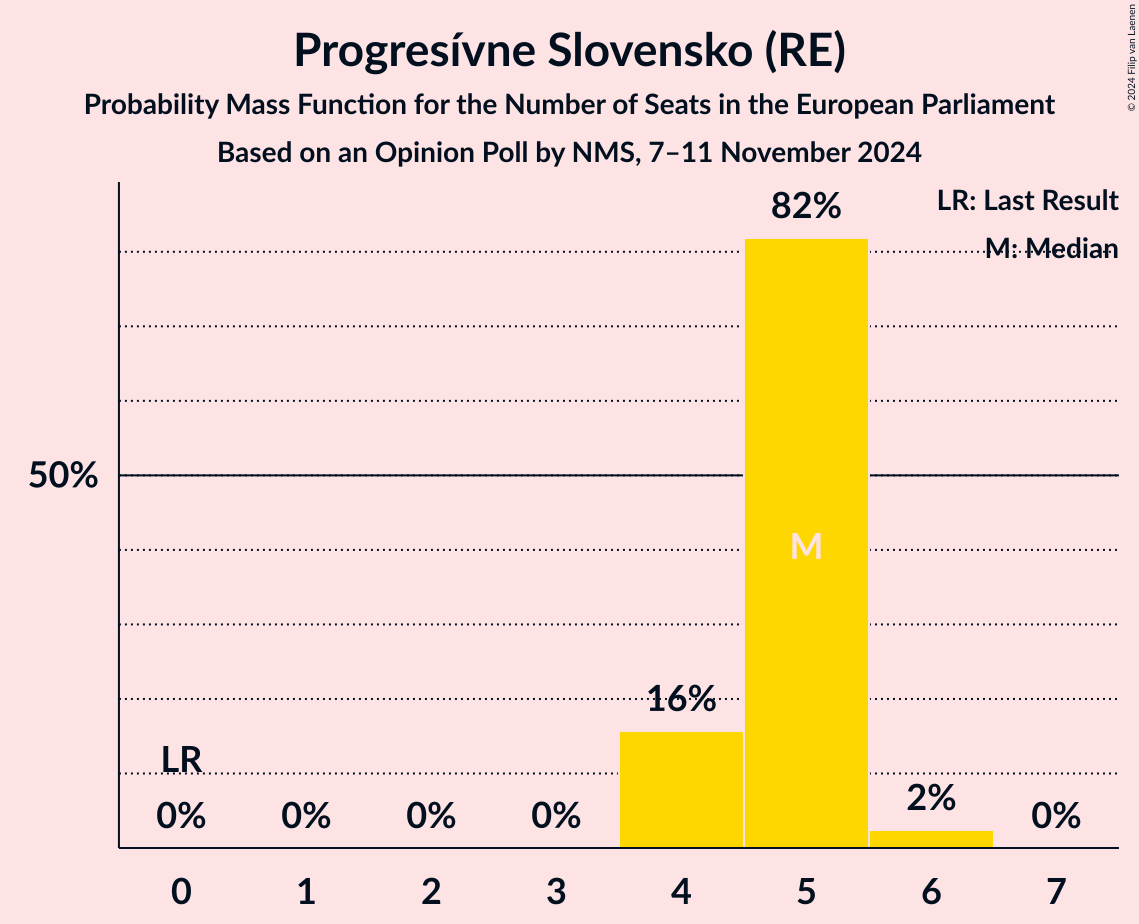 Progresívne Slovensko (RE)
Probability Mass Function for the Number of Seats in the European Parliament
Based on an Opinion Poll by NMS, 7–11 November 2024
© 2024 Filip van Laenen
LR: Last Result
M: Median
82%
50%
M
16%
LR
2%
0% 0% 0% 0% 0%
0 1 2 3 4 5 6 7